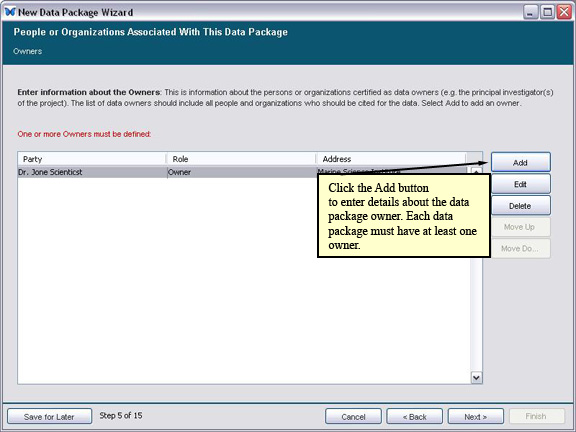 New Data Package Wizard
People or Organizations Associated With This Data Package
Owners
Enter information about the Owners: This is information about the persons or organizations certified as data owners (e.g. the principal investigator(s)
of the project). The list of data owners should include all people and organizations who should be cited for the data. Select Add to add an owner.
One or more Owners must be defined:
Party Role Address
Dr. Jone Scienticst Owner Marine Science Institute
Add
Edit
Delete
Move Up
Move Do...
Click the Add button
to enter details about the data
package owner. Each data
package must have at least one
owner.
Save for Later Step 5 of 15 Cancel < Back Next > Finish